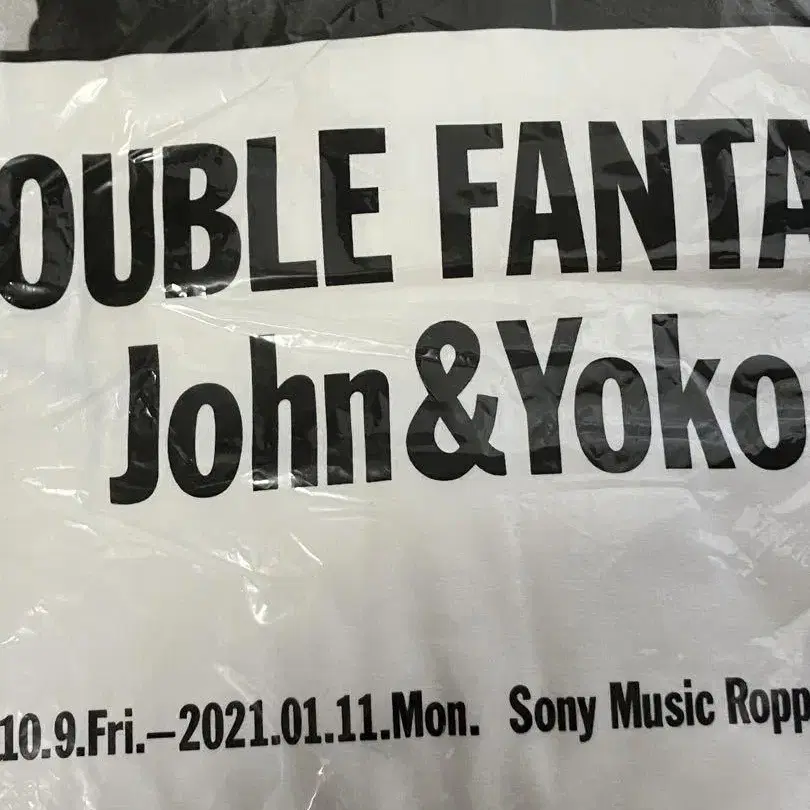 OUBLE FANTA
John&Yoko
10.9.Fri.–2021.01.11.Mon. Sony Music Ropp